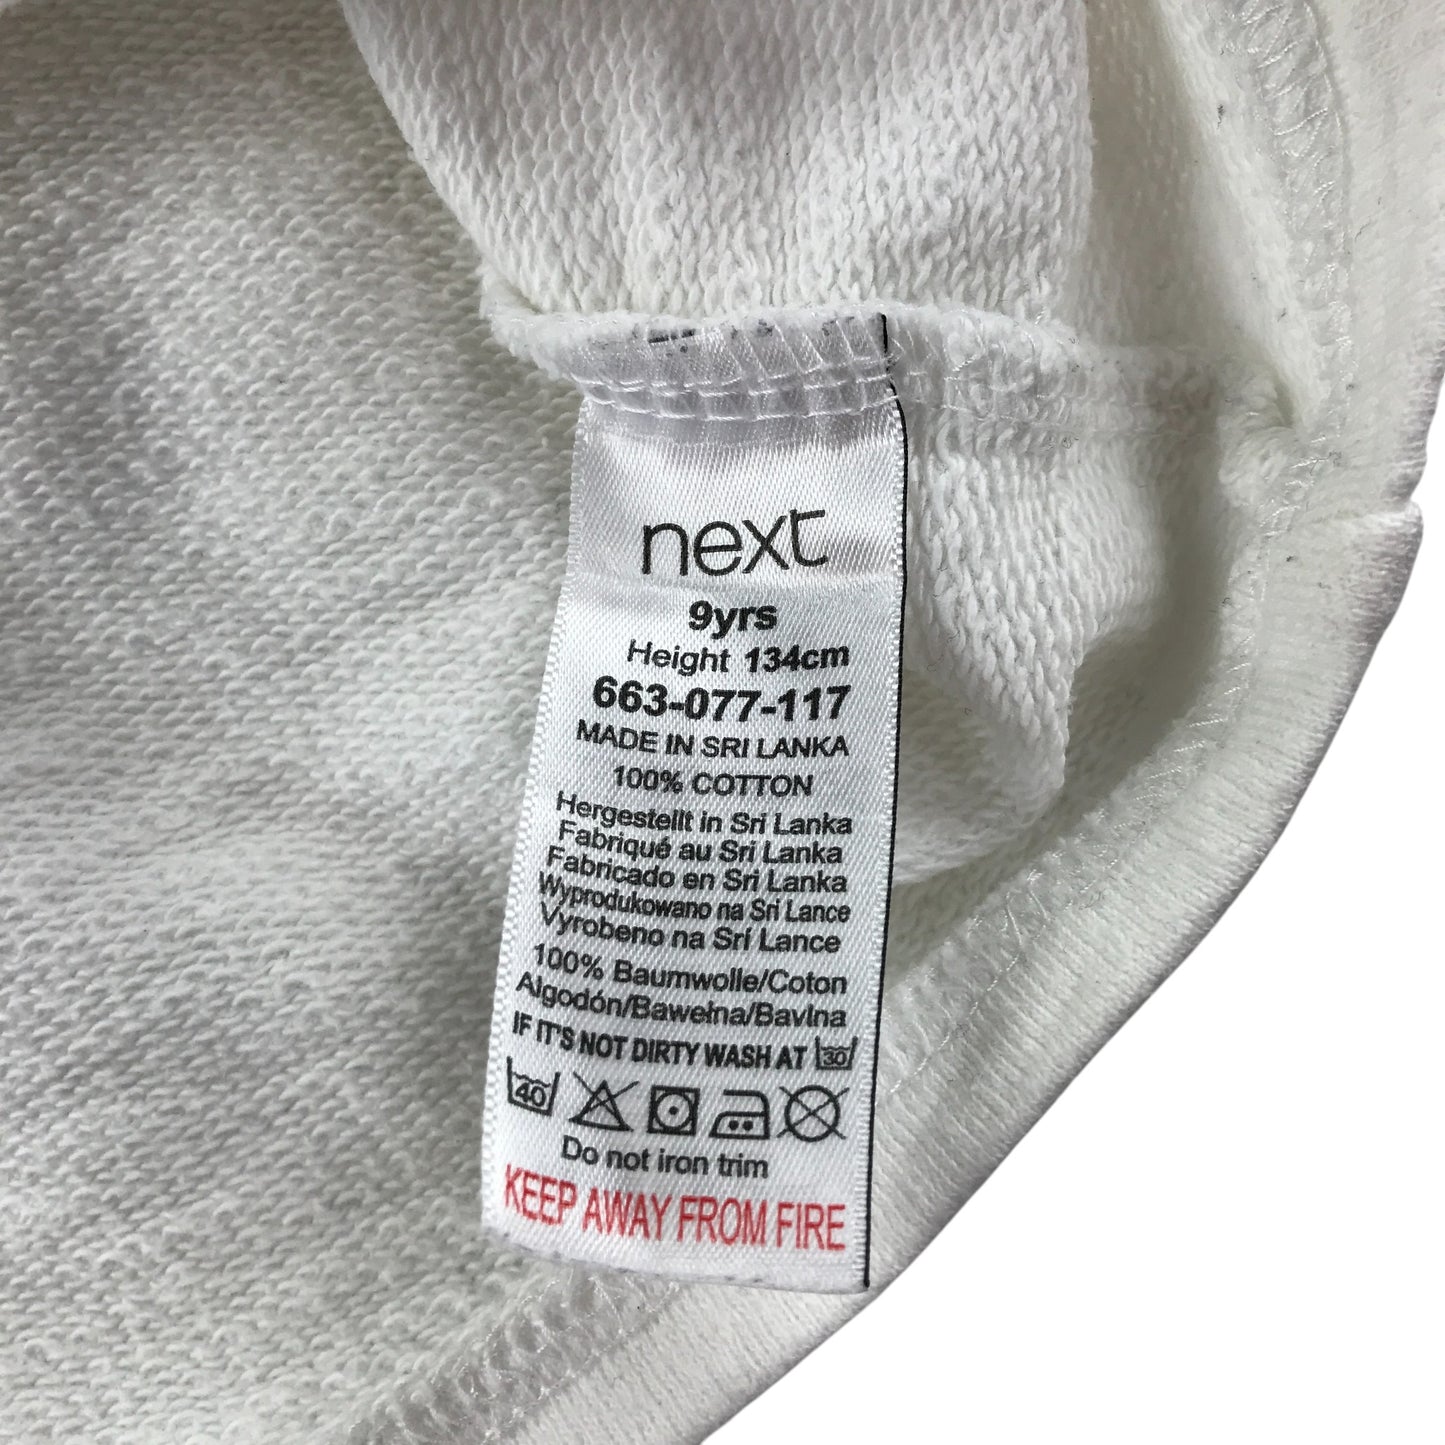 next
9yrs
Height 134cm
663-077-117
MADE IN SRI LANKA
100% COTTON
Hergestellt in Sri Lanka
Fabriqué au Sri Lanka
Fabricado en Sri Lanka
Wyprodukowano na Sri Lance
Vyrobeno na Srí Lance
100% Baumwolle/Coton
Algodón/Bawełna/Bavlna
IF IT'S NOT DIRTY WASH AT 30
40
Do not iron trim
KEEP AWAY FROM FIRE